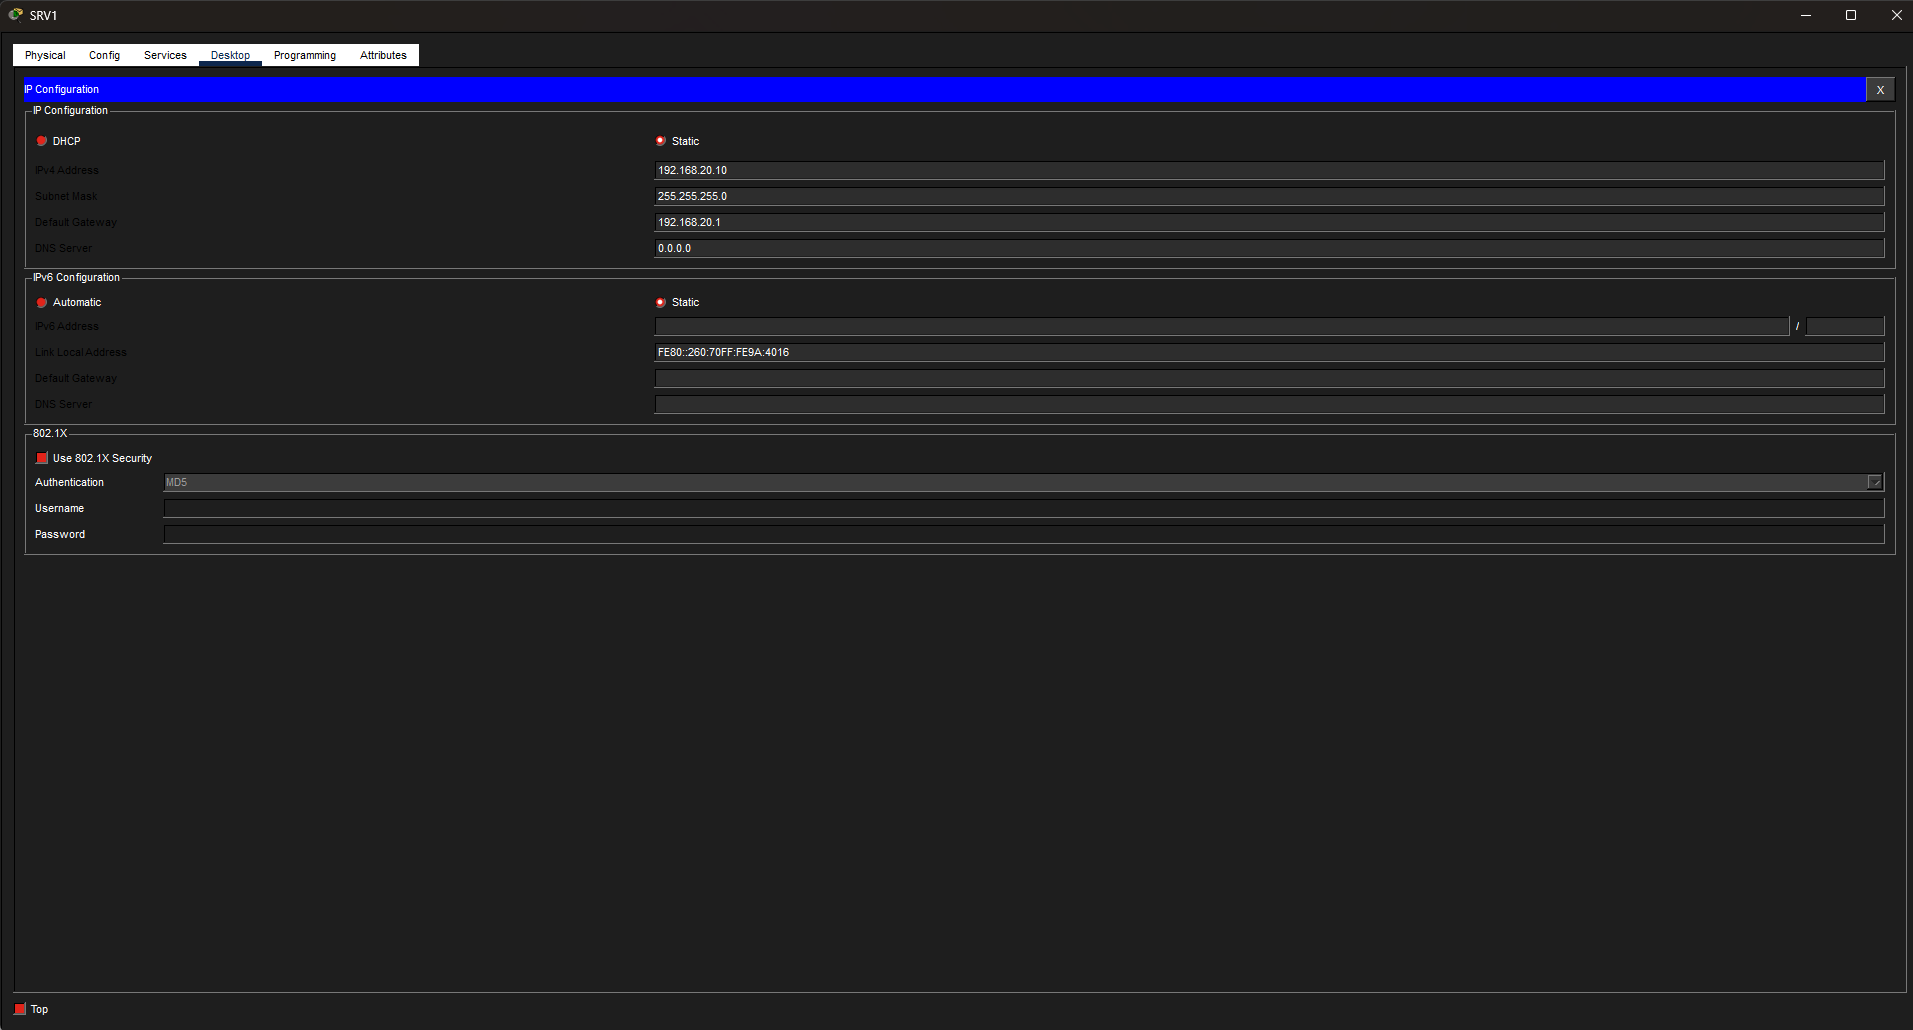 SRV1
Physical Config Services Desktop Programming Attributes
IP Configuration X
IP Configuration
DHCP Static
IPv4 Address 192.168.20.10
Subnet Mask 255.255.255.0
Default Gateway 192.168.20.1
DNS Server 0.0.0.0
IPv6 Configuration
Automatic Static
IPv6 Address /
Link Local Address FE80::260:70FF:FE9A:4016
Default Gateway
DNS Server
802.1X
Use 802.1X Security
Authentication MD5
Username
Password
Top